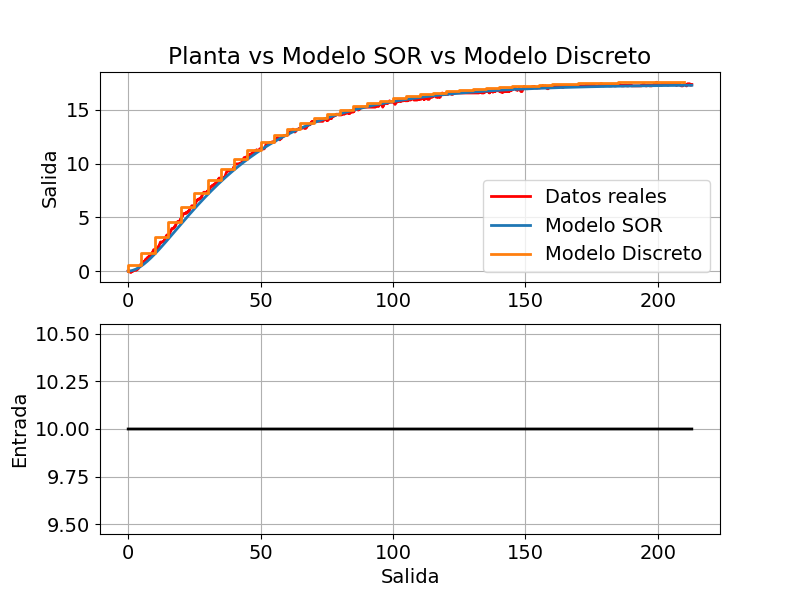 Planta vs Modelo SOR vs Modelo Discreto
Salida
15
10
5
0
Datos reales
Modelo SOR
Modelo Discreto
0 50 100 150 200
Entrada
10.50
10.25
10.00
9.75
9.50
0 50 100 150 200
Salida